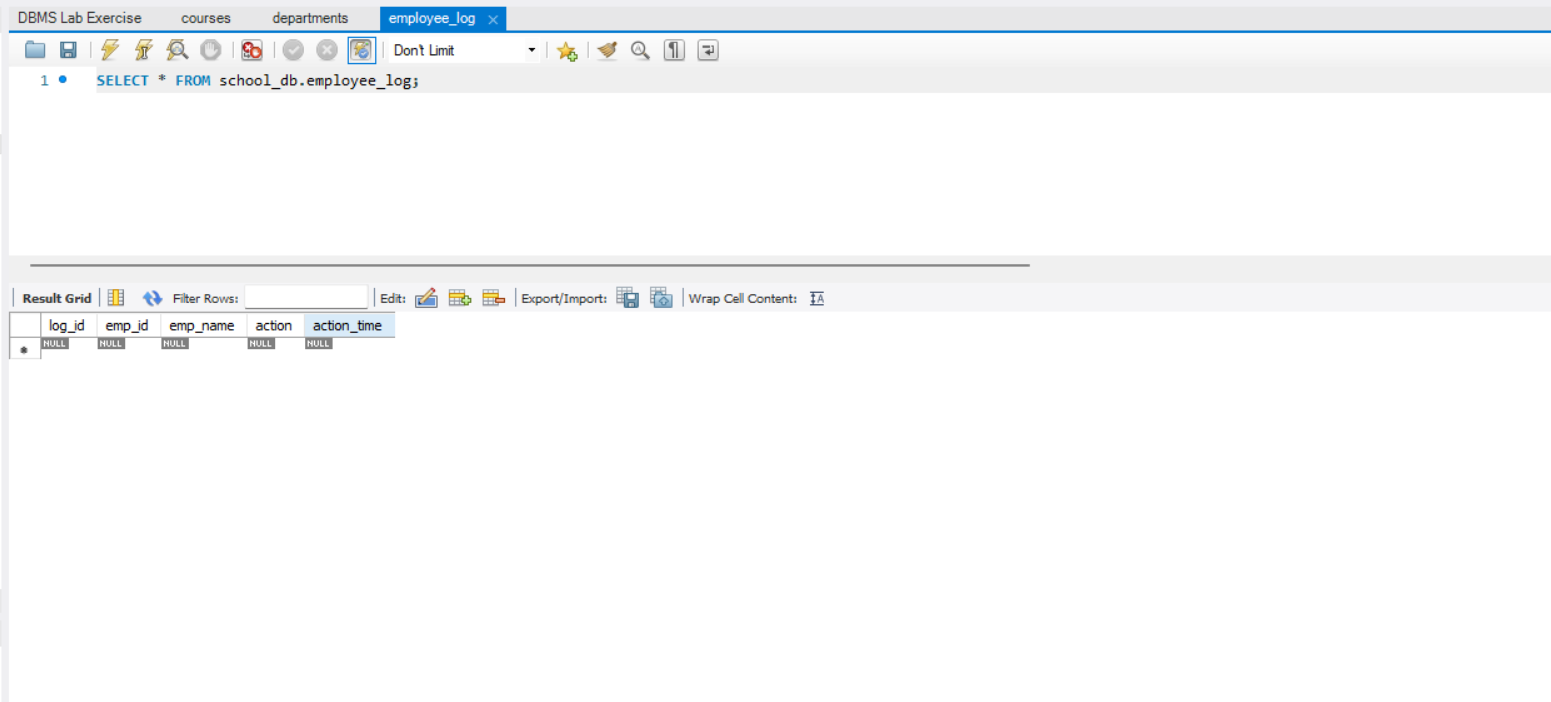 DBMS Lab Exercise courses departments employee_log
Don't Limit
1 SELECT * FROM school_db.employee_log;
Result Grid Filter Rows: Edit: Export/Import: Wrap Cell Content:
log_id emp_id emp_name action action_time
NULL NULL NULL NULL NULL